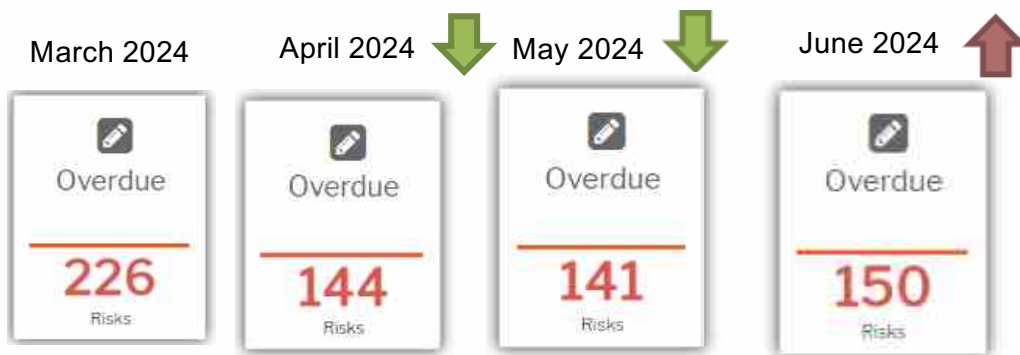 March 2024
April 2024
May 2024
June 2024
Overdue
226
Risks
Overdue
144
Risks
Overdue
141
Risks
Overdue
150
Risks